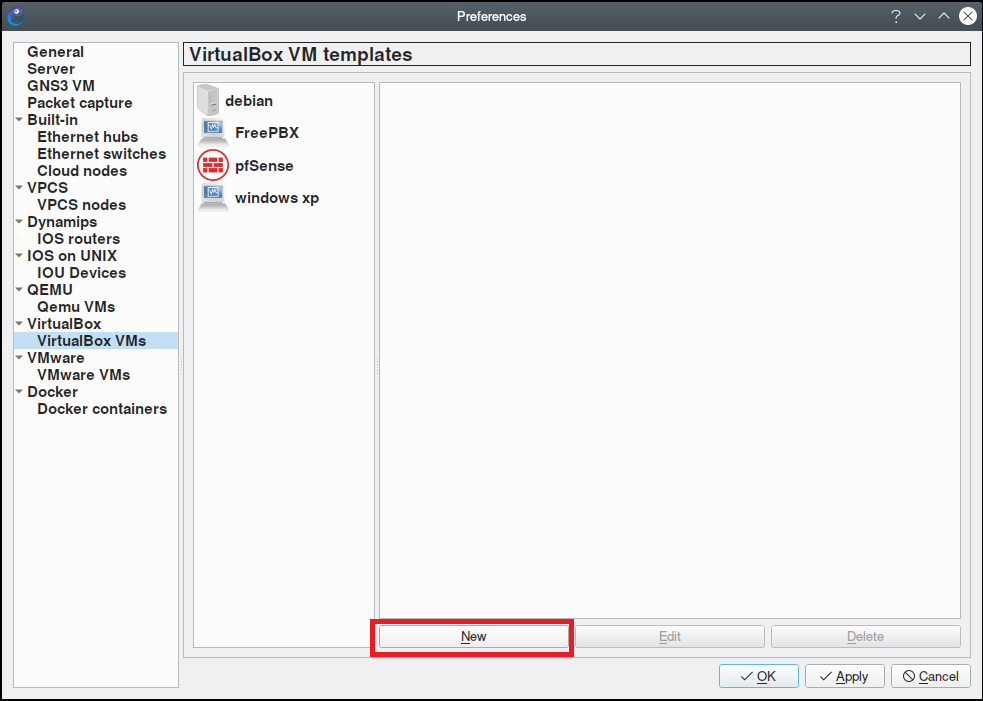 Preferences
?
General
Server
GNS3 VM
Packet capture
Built-in
Ethernet hubs
Ethernet switches
Cloud nodes
VPCS
VPCS nodes
Dynamips
IOS routers
IOS on UNIX
IOU Devices
QEMU
Qemu VMs
VirtualBox
VirtualBox VMs
VMware
VMware VMs
Docker
Docker containers
VirtualBox VM templates
debian
FreePBX
pfSense
windows xp
New
Edit
Delete
OK
Apply
Cancel